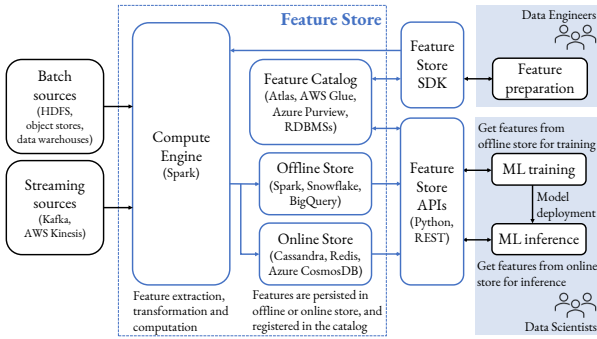 Feature Store
Data Engineers
Batch
sources
(HDFS,
object stores,
data warehouses)
Streaming
sources
(Kafka,
AWS Kinesis)
Compute
Engine
(Spark)
Feature Catalog
(Atlas, AWS Glue,
Azure Purview,
RDBMSs)
Offline Store
(Spark, Snowflake,
BigQuery)
Online Store
(Cassandra, Redis,
Azure CosmosDB)
Feature
Store
SDK
Feature
preparation
Feature
Store
APIs
(Python,
REST)
Get features from
offline store for training
ML training
Model
deployment
ML inference
Get features from online
store for inference
Data Scientists
Feature extraction,
transformation and
computation
Features are persisted in
offline or online store, and
registered in the catalog